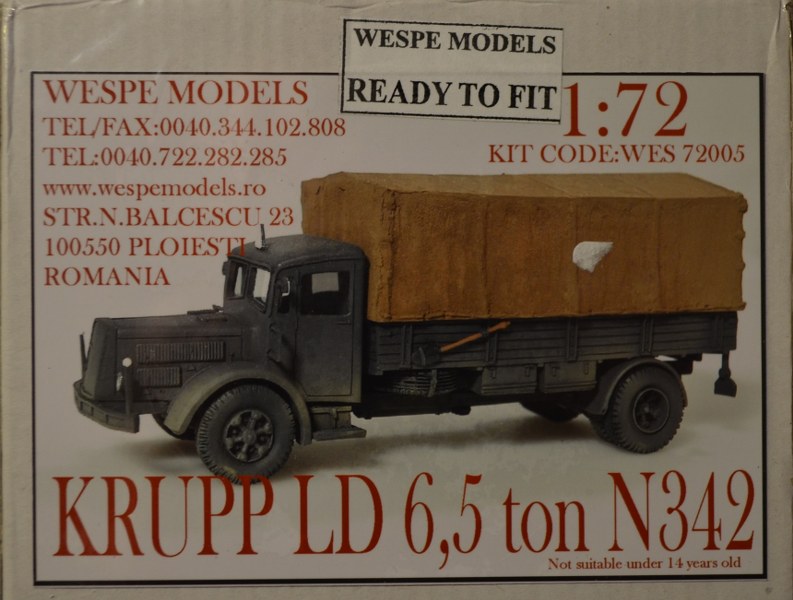 WESPE MODELS
READY TO FIT
WESPE MODELS
TEL/FAX:0040.344.102.808
TEL:0040.722.282.285
www.wespemodels.ro
STR.N.BALCESCU 23
100550 PLOIESTI
ROMANIA
1:72
KIT CODE:WES 72005
KRUPP LD 6,5 ton N342
Not suitable under 14 years old